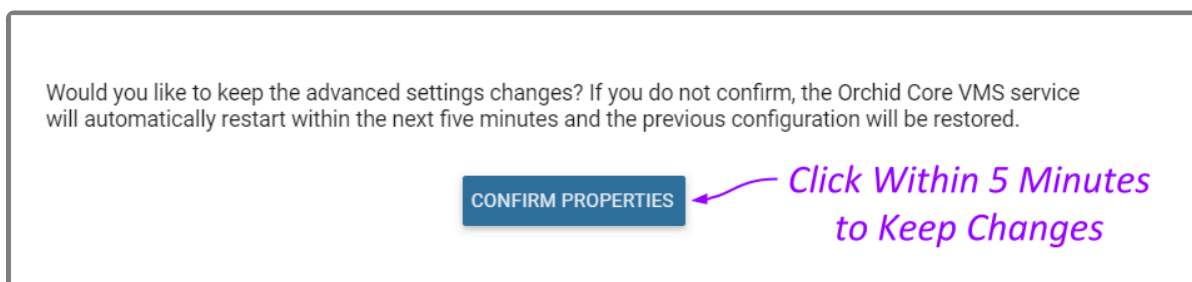 Would you like to keep the advanced settings changes? If you do not confirm, the Orchid Core VMS service
will automatically restart within the next five minutes and the previous configuration will be restored.
CONFIRM PROPERTIES
Click Within 5 Minutes
to Keep Changes